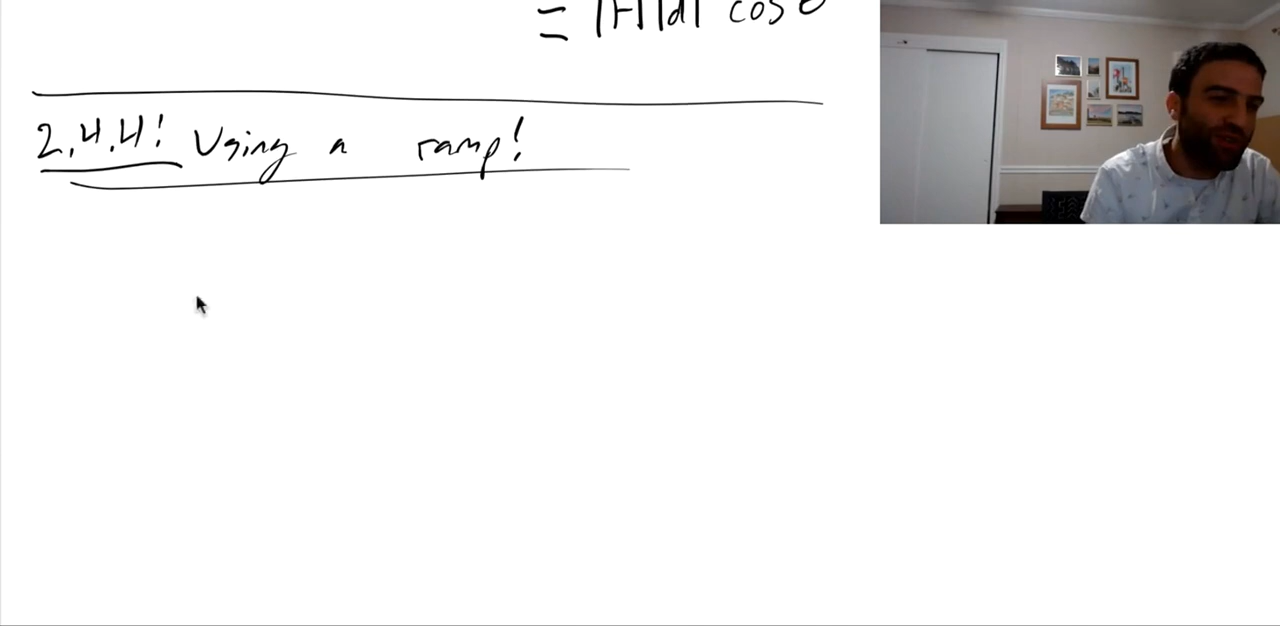 = |F||d| cos θ
2.4.4! Using a ramp!